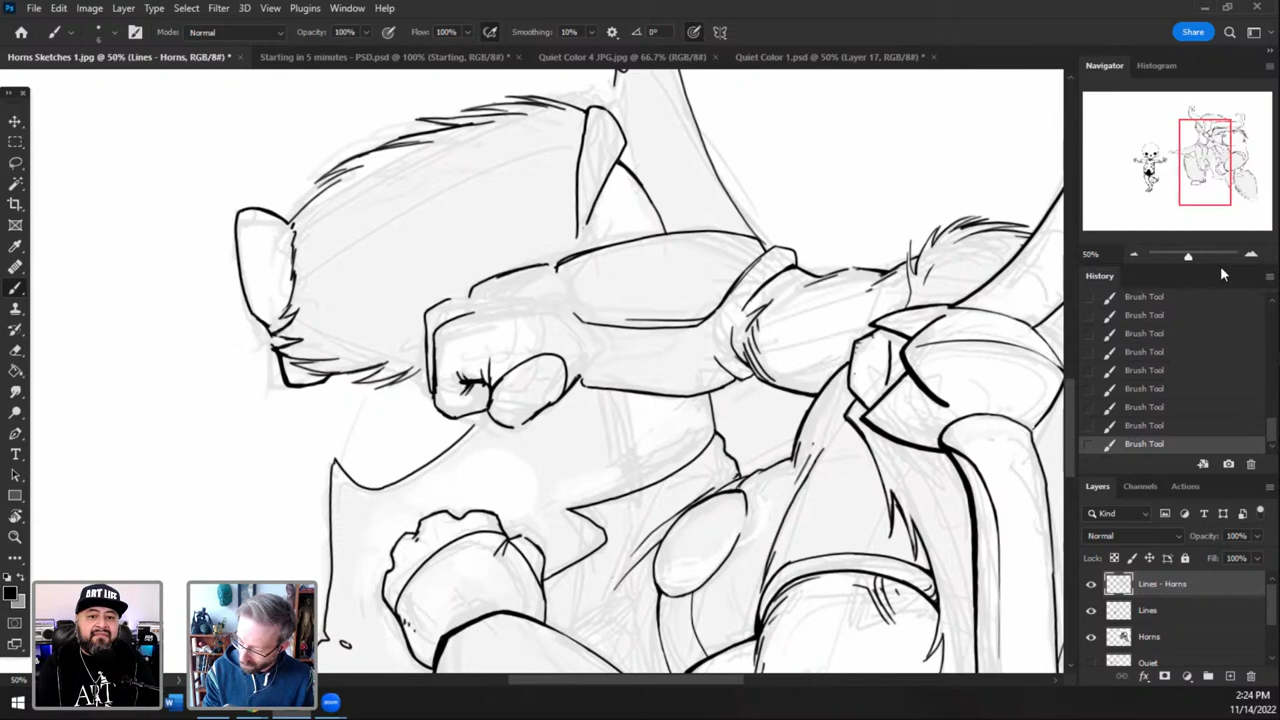 Ps File Edit Image Layer Type Select Filter 3D View Plugins Window Help
6 Mode: Normal Opacity: 100% Flow: 100% Smoothing: 10% 0° Share
Horns Sketches 1.jpg @ 50% (Lines - Horns, RGB/8#) * × Starting in 5 minutes - PSD.psd @ 100% (Starting, RGB/8#) * × Quiet Color 4 JPG.jpg @ 66.7% (RGB/8#) × Quiet Color 1.psd @ 50% (Layer 17, RGB/8#) * ×
Navigator Histogram
50%
History
Brush Tool
Brush Tool
Brush Tool
Brush Tool
Brush Tool
Brush Tool
Brush Tool
Brush Tool
Brush Tool
Layers Channels Actions
Kind
Normal Opacity: 100%
Lock: Fill: 100%
Lines - Horns
Lines
Horns
Quiet
ART LIFE
ART
50%
W zoom
2:24 PM
11/14/2022